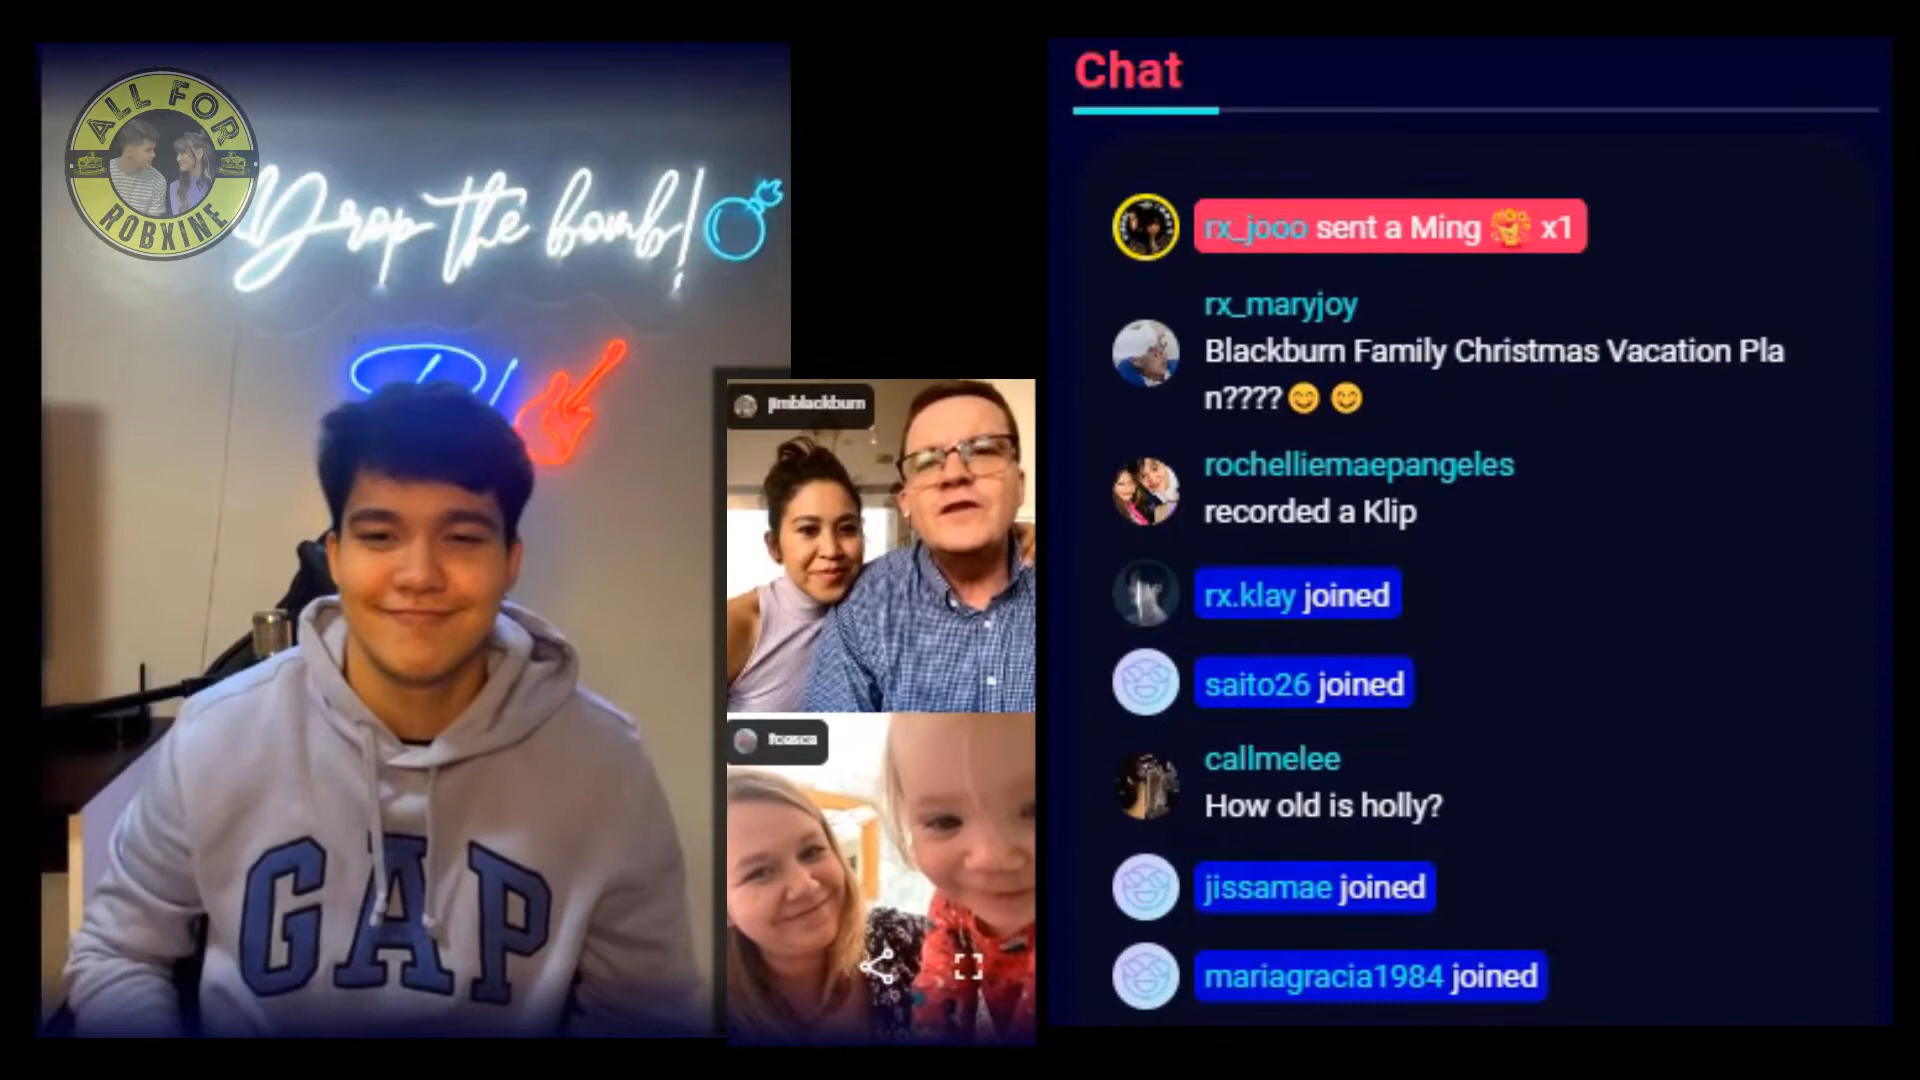 ALL FOR
ROBXINE
Drop the bomb!
GAP
jimblackburn
Chat
rx_jooo sent a Ming x1
rx_maryjoy
Blackburn Family Christmas Vacation Pla
n????
rochelliemaepangeles
recorded a Klip
rx.klay joined
saito26 joined
callmelee
How old is holly?
jissamae joined
mariagracia1984 joined